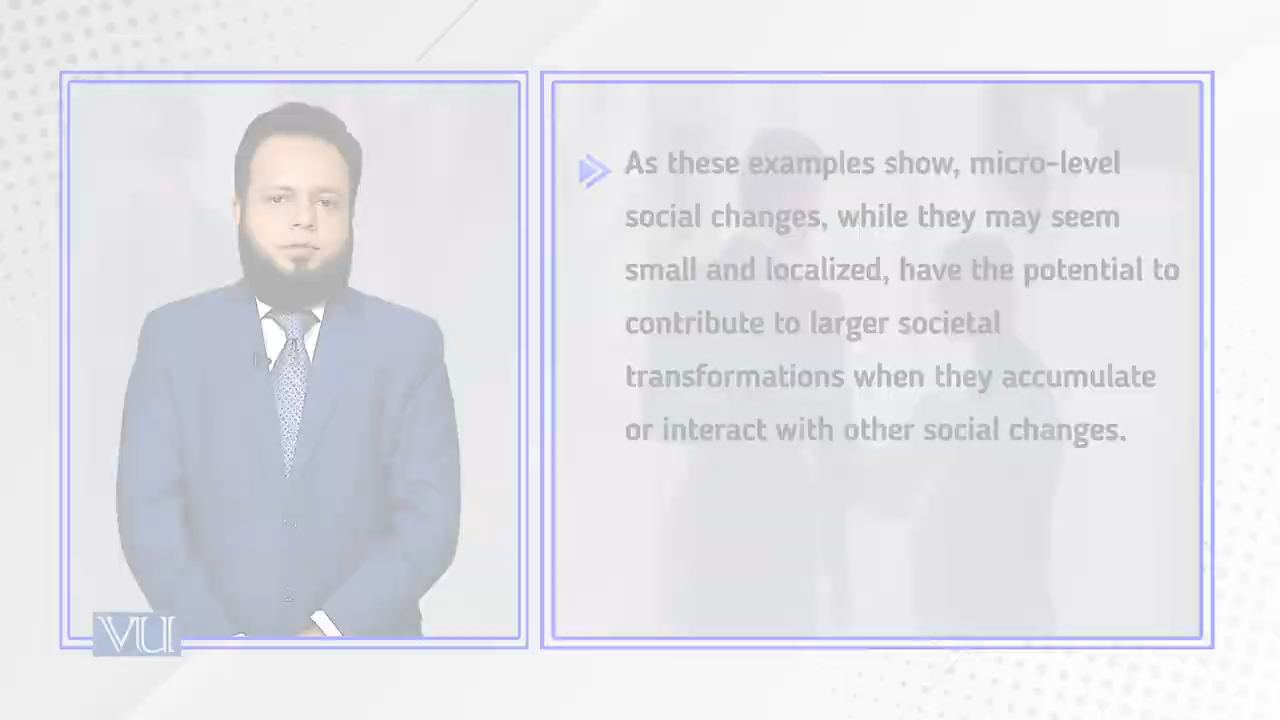 As these examples show, micro-level
social changes, while they may seem
small and localized, have the potential to
contribute to larger societal
transformations when they accumulate
or interact with other social changes.
VU